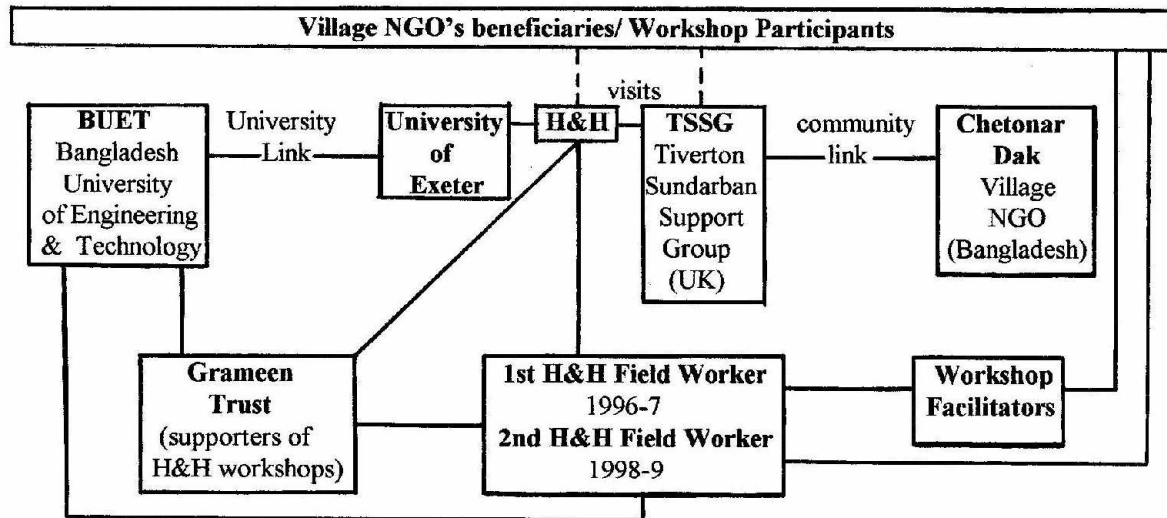 Village NGO's beneficiaries/ Workshop Participants
visits
BUET
Bangladesh
University
of Engineering
& Technology
University
Link
University
of
Exeter
H&H
TSSG
Tiverton
Sundarban
Support
Group
(UK)
community
link
Chetonar
Dak
Village
NGO
(Bangladesh)
Grameen
Trust
(supporters of
H&H workshops)
1st H&H Field Worker
1996-7
2nd H&H Field Worker
1998-9
Workshop
Facilitators